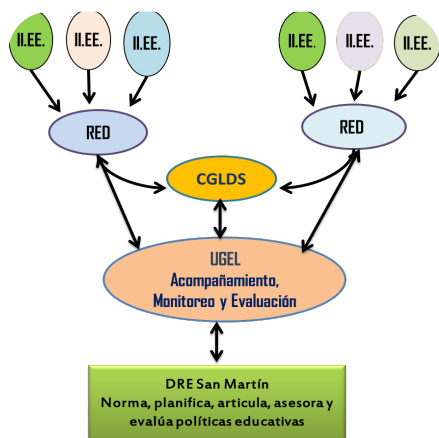 II.EE.
II.EE.
II.EE.
II.EE.
II.EE.
II.EE.
RED
RED
CGLDS
UGEL
Acompañamiento,
Monitoreo y Evaluación
DRE San Martín
Norma, planifica, articula, asesora y
evalúa políticas educativas